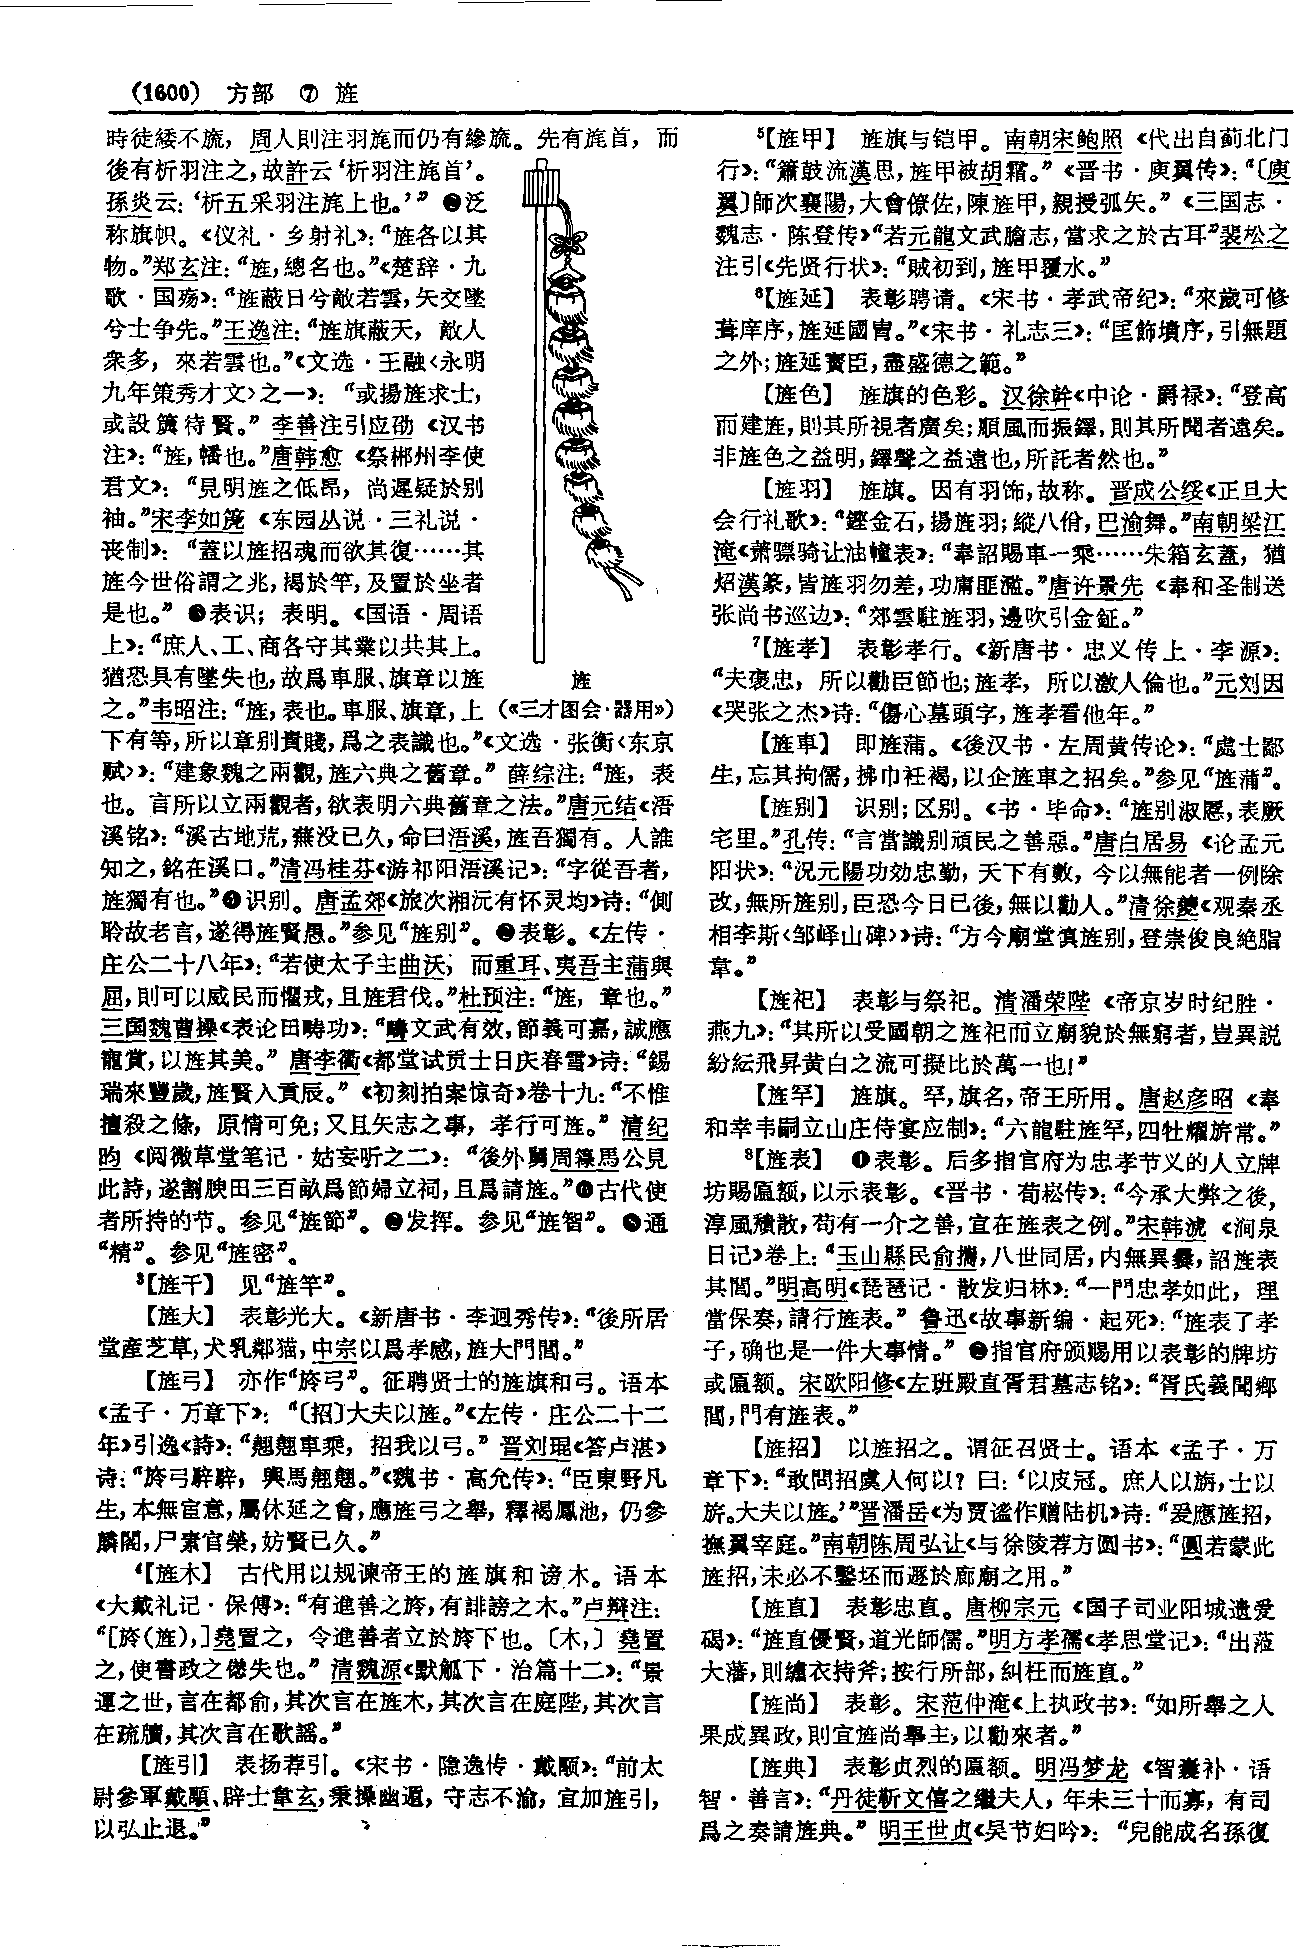 (1600) 方部 ⑦ 旌
時徒緌不旒，周人則注羽旄而仍有縿旒。先有旄首，而
後有析羽注之，故許云‘析羽注旄首’。
孫炎云：‘析五采羽注旄上也。’”❷泛
称旗帜。《仪礼·乡射礼》：“旌各以其
物。”郑玄注：“旌，總名也。”《楚辞·九
歌·国殇》：“旌蔽日兮敵若雲，矢交墜
兮士争先。”王逸注：“旌旗蔽天，敵人
衆多，來若雲也。”《文选·王融〈永明
九年策秀才文〉之一》：“或揚旌求士，
或設簴待賢。”李善注引应劭《汉书
注》：“旌，幡也。”唐韩愈《祭郴州李使
君文》：“見明旌之低昂，尚遲疑於别
袖。”宋李如箎《东园丛说·三礼说·
丧制》：“蓋以旌招魂而欲其復……其
旌今世俗謂之兆，揭於竿，及置於坐者
是也。”❸表识；表明。《国语·周语
上》：“庶人、工、商各守其業以共其上。
猶恐具有墜失也，故爲車服、旗章以旌
之。”韦昭注：“旌，表也。車服、旗章，上
下有等，所以章别貴賤，爲之表識也。”《文选·张衡〈东京
赋〉》：“建象魏之兩觀，旌六典之舊章。”薛综注：“旌，表
也。言所以立兩觀者，欲表明六典舊章之法。”唐元结《浯
溪铭》：“溪古地荒，蕪没已久，命曰浯溪，旌吾獨有。人誰
知之，銘在溪口。”清冯桂芬《游祁阳浯溪记》：“字從吾者，
旌獨有也。”❹识别。唐孟郊《旅次湘沅有怀灵均》诗：“側
聆故老言，遂得旌賢愚。”参见“旌别”。❺表彰。《左传·
庄公二十八年》：“若使太子主曲沃，而重耳、夷吾主蒲與
屈，則可以威民而懼戎，且旌君伐。”杜预注：“旌，章也。”
三国魏曹操《表论田畴功》：“疇文武有效，節義可嘉，誠應
寵賞，以旌其美。”唐李衢《都堂试贡士日庆春雪》诗：“錫
瑞來豐歲，旌賢入貢辰。”《初刻拍案惊奇》卷十九：“不惟
擅殺之條，原情可免；又且矢志之事，孝行可旌。”清纪
昀《阅微草堂笔记·姑妄听之二》：“後外舅周籙馬公見
此詩，遂割腴田三百畝爲節婦立祠，且爲請旌。”❻古代使
者所持的节。参见“旌節”。❼发挥。参见“旌智”。❽通
“精”。参见“旌密”。
³【旌干】 见“旌竿”。
【旌大】 表彰光大。《新唐书·李迥秀传》：“後所居
堂產芝草，犬乳鄰猫，中宗以爲孝感，旌大門閭。”
【旌弓】 亦作“旍弓”。征聘贤士的旌旗和弓。语本
《孟子·万章下》：“〔招〕大夫以旌。”《左传·庄公二十二
年》引逸《詩》：“翹翹車乘，招我以弓。”晋刘琨《答卢湛》
诗：“旍弓騂騂，輿馬翹翹。”《魏书·高允传》：“臣東野凡
生，本無宦意，屬休延之會，應旌弓之舉，釋褐鳳池，仍參
麟閣，尸素官榮，妨賢已久。”
⁴【旌木】 古代用以规谏帝王的旌旗和谤木。语本
《大戴礼记·保傅》：“有進善之旍，有誹謗之木。”卢辩注：
“[旍(旌)，]堯置之，令進善者立於旍下也。〔木，〕堯置
之，使書政之愆失也。”清魏源《默觚下·治篇十二》：“景
運之世，言在都俞，其次言在旌木，其次言在庭陛，其次言
在疏牘，其次言在歌謡。”
【旌引】 表扬荐引。《宋书·隐逸传·戴颙》：“前太
尉參軍戴顒、辟士韋玄，秉操幽遁，守志不渝，宜加旌引，
以弘止退。”
旌
(《三才图会·器用》)
⁵【旌甲】 旌旗与铠甲。南朝宋鲍照《代出自蓟北门
行》：“簫鼓流漢思，旌甲被胡霜。”《晋书·庾翼传》：“〔庾
翼〕師次襄陽，大會僚佐，陳旌甲，親授弧矢。”《三国志·
魏志·陈登传》“若元龍文武膽志，當求之於古耳”裴松之
注引《先贤行状》：“賊初到，旌甲覆水。”
⁶【旌延】 表彰聘请。《宋书·孝武帝纪》：“來歲可修
葺庠序，旌延國胄。”《宋书·礼志三》：“匡飾墳序，引無題
之外；旌延寶臣，盡盛德之範。”
【旌色】 旌旗的色彩。汉徐幹《中论·爵禄》：“登高
而建旌，則其所視者廣矣；順風而振鐸，則其所聞者遠矣。
非旌色之益明，鐸聲之益遠也，所託者然也。”
【旌羽】 旌旗。因有羽饰，故称。晋成公绥《正旦大
会行礼歌》：“鏗金石，揚旌羽；縱八佾，巴渝舞。”南朝梁江
淹《萧骠骑让油幢表》：“奉詔賜車一乘……朱箱玄蓋，猶
炤漢篆，皆旌羽勿差，功庸匪濫。”唐许景先《奉和圣制送
张尚书巡边》：“郊雲駐旌羽，邊吹引金鉦。”
⁷【旌孝】 表彰孝行。《新唐书·忠义传上·李源》：
“夫褒忠，所以勸臣節也；旌孝，所以激人倫也。”元刘因
《哭张之杰》诗：“傷心墓頭字，旌孝看他年。”
【旌車】 即旌蒲。《後汉书·左周黄传论》：“處士鄙
生，忘其拘儒，拂巾衽褐，以企旌車之招矣。”参见“旌蒲”。
【旌别】 识别；区别。《书·毕命》：“旌别淑慝，表厥
宅里。”孔传：“言當識别頑民之善惡。”唐白居易《论孟元
阳状》：“況元陽功効忠勤，天下有數，今以無能者一例除
改，無所旌别，臣恐今日已後，無以勸人。”清徐夔《观秦丞
相李斯〈邹峄山碑〉》诗：“方今廟堂慎旌别，登崇俊良絶脂
韋。”
【旌祀】 表彰与祭祀。清潘荣陛《帝京岁时纪胜·
燕九》：“其所以受國朝之旌祀而立廟貌於無窮者，豈異説
紛紜飛昇黄白之流可擬比於萬一也！”
【旌罕】 旌旗。罕，旗名，帝王所用。唐赵彦昭《奉
和幸韦嗣立山庄侍宴应制》：“六龍駐旌罕，四牡耀旂常。”
⁸【旌表】 ❶表彰。后多指官府为忠孝节义的人立牌
坊赐匾额，以示表彰。《晋书·荀崧传》：“今承大弊之後，
淳風穨散，苟有一介之善，宜在旌表之例。”宋韩淲《涧泉
日记》卷上：“玉山縣民俞攜，八世同居，内無異爨，詔旌表
其閭。”明高明《琵琶记·散发归林》：“一門忠孝如此，理
當保奏，請行旌表。”鲁迅《故事新编·起死》：“旌表了孝
子，确也是一件大事情。”❷指官府颁赐用以表彰的牌坊
或匾额。宋欧阳修《左班殿直胥君墓志铭》：“胥氏義聞鄉
閭，門有旌表。”
【旌招】 以旌招之。谓征召贤士。语本《孟子·万
章下》：“敢問招虞人何以？曰：‘以皮冠。庶人以旃，士以
旂。大夫以旌。’”晋潘岳《为贾谧作赠陆机》诗：“爰應旌招，
撫翼宰庭。”南朝陈周弘让《与徐陵荐方圆书》：“圓若蒙此
旌招，未必不鑿坯而遁於廊廟之用。”
【旌直】 表彰忠直。唐柳宗元《国子司业阳城遗爱
碣》：“旌直優賢，道光師儒。”明方孝孺《孝思堂记》：“出蒞
大藩，則繡衣持斧；按行所部，糾枉而旌直。”
【旌尚】 表彰。宋范仲淹《上执政书》：“如所舉之人
果成異政，則宜旌尚舉主，以勸來者。”
【旌典】 表彰贞烈的匾额。明冯梦龙《智囊补·语
智·善言》：“丹徒靳文僖之繼夫人，年未三十而寡，有司
爲之奏請旌典。”明王世贞《吴节妇吟》：“兒能成名孫復